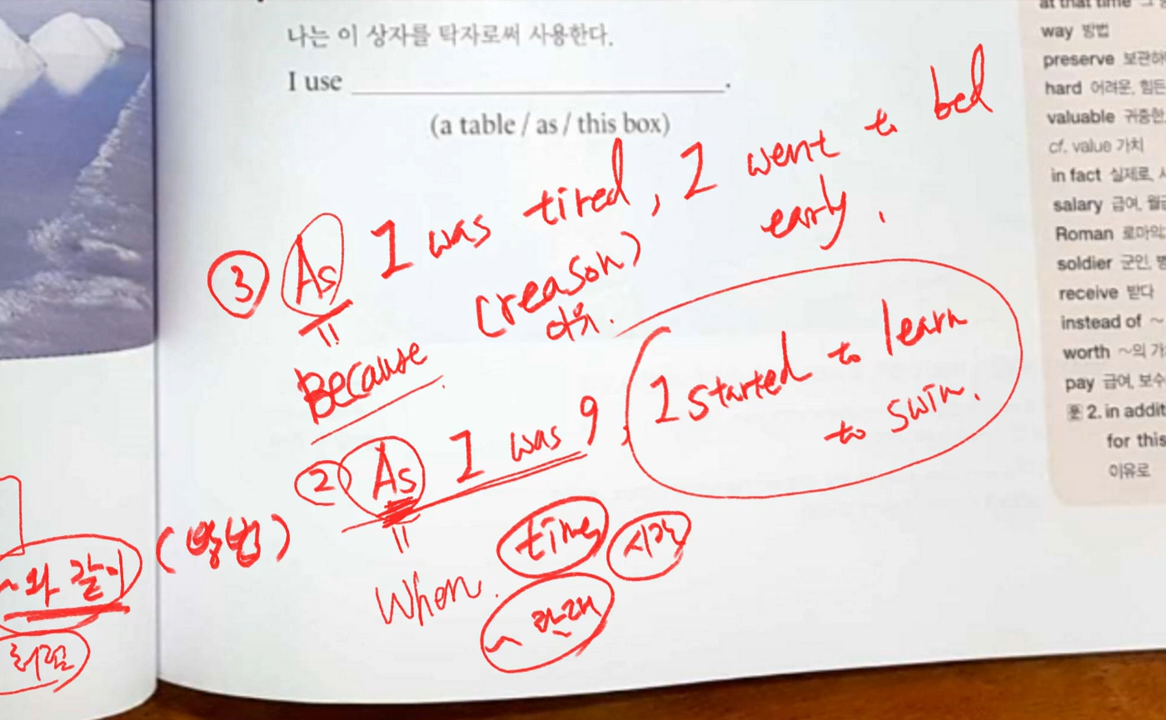 나는 이 상자를 탁자로써 사용한다.
I use ____________.
(a table / as / this box)
③ As I was tired, I went to bed
early.
(reason)
이유.
=
Because
② As I was 9, I started to learn
to swim.
=
When.
time
시간
~할 때
(방법)
~와 같이
처럼
at that time
way 방법
preserve 보관하
hard 어려운, 힘든
valuable 귀중한
cf. value 가치
in fact 실제로, 사
salary 급여, 월급
Roman 로마의
soldier 군인, 병
receive 받다
instead of ~
worth ~의 가
pay 급여, 보수
2. in addit
for this
이유로